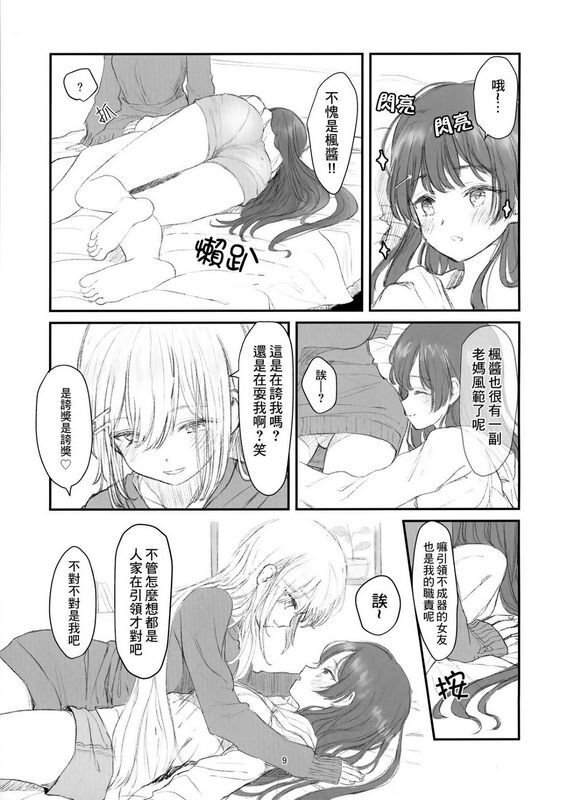 哦!
閃亮
閃亮
不愧是楓醬!!
?
抓
懶趴
楓醬也很有一副
老媽風範了呢
誒—?
這是在誇我嗎?
還是在耍我啊?笑
是誇獎是誇獎♡
嘛引領不成器的女友
也是我的職責呢
按
誒~
不管怎麼想都是
人家在引領才對吧
不對不對是我吧
9